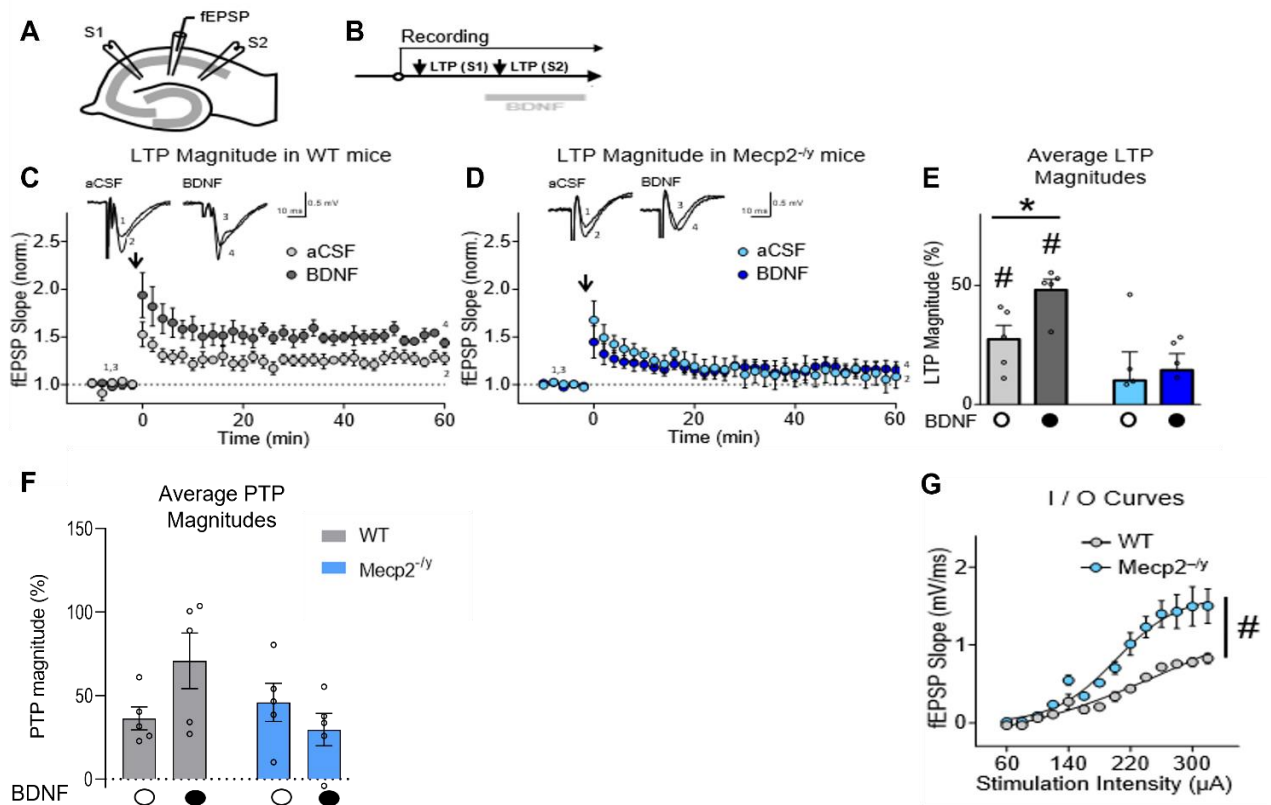 A
fEPSP
S1
S2
B
Recording
LTP (S1)
LTP (S2)
BDNF
LTP Magnitude in WT mice
C
aCSF
BDNF
1
2
3
4
10 ms
0.5 mV
aCSF
BDNF
fEPSP Slope (norm.)
2.5
2.0
1.5
1.0
1,3
4
2
0
20
40
60
Time (min)
LTP Magnitude in Mecp2-/y mice
D
aCSF
BDNF
1
2
3
4
10 ms
0.5 mV
aCSF
BDNF
fEPSP Slope (norm.)
2.5
2.0
1.5
1.0
1,3
4
2
0
20
40
60
Time (min)
Average LTP
Magnitudes
E
*
#
#
LTP Magnitude (%)
50
0
BDNF
F
Average PTP
Magnitudes
WT
Mecp2-/y
PTP magnitude (%)
150
100
50
0
BDNF
G
I / O Curves
WT
Mecp2-/y
fEPSP Slope (mV/ms)
2
1
0
#
60
140
220
300
Stimulation Intensity (µA)